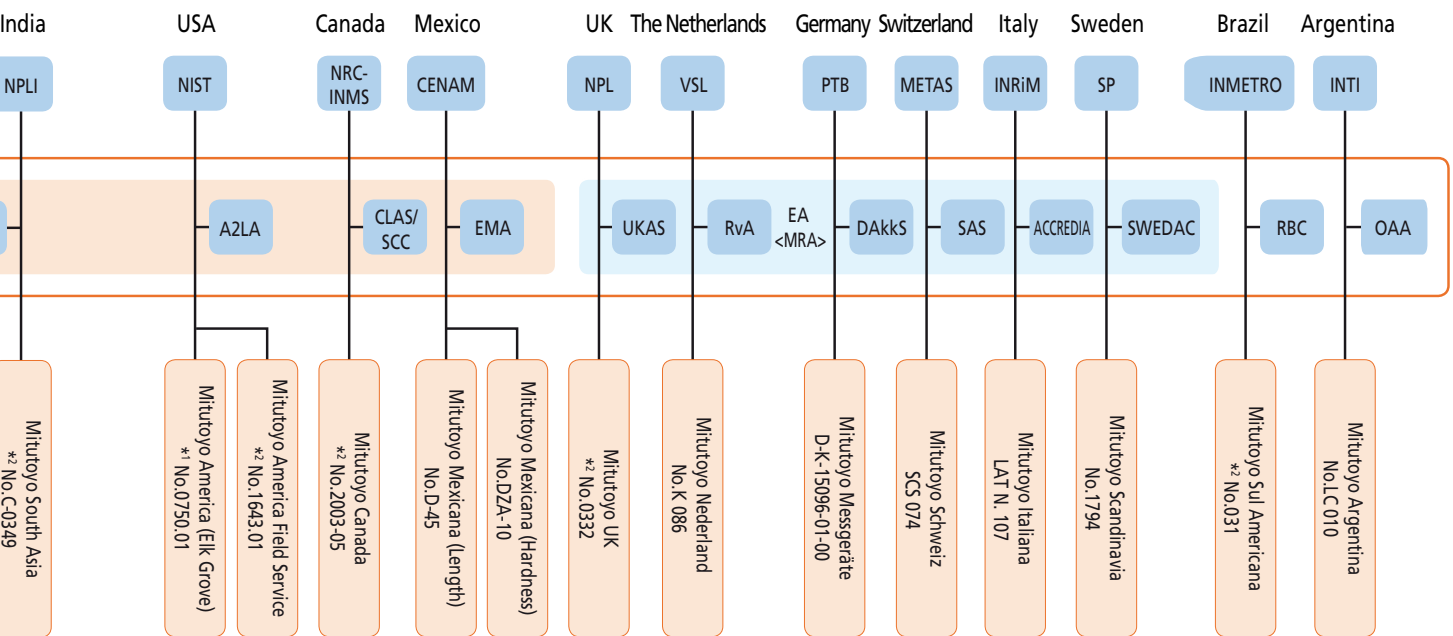 India
USA
Canada
Mexico
UK
The Netherlands
Germany
Switzerland
Italy
Sweden
Brazil
Argentina
NPLI
NIST
NRC-
INMS
CENAM
NPL
VSL
PTB
METAS
INRiM
SP
INMETRO
INTI
A2LA
CLAS/
SCC
EMA
UKAS
RvA
EA
<MRA>
DAkkS
SAS
ACCREDIA
SWEDAC
RBC
OAA
Mitutoyo South Asia
*2 No.C-0349
Mitutoyo America (Elk Grove)
*1 No.0750.01
Mitutoyo America Field Service
*2 No.1643.01
Mitutoyo Canada
*2 No.2003-05
Mitutoyo Mexicana (Length)
No.D-45
Mitutoyo Mexicana (Hardness)
No.DZA-10
Mitutoyo UK
*2 No.0332
Mitutoyo Nederland
No.K 086
Mitutoyo Messgeräte
D-K-15096-01-00
Mitutoyo Schweiz
SCS 074
Mitutoyo Italiana
LAT N. 107
Mitutoyo Scandinavia
No.1794
Mitutoyo Sul Americana
*2 No.031
Mitutoyo Argentina
No.LC 010